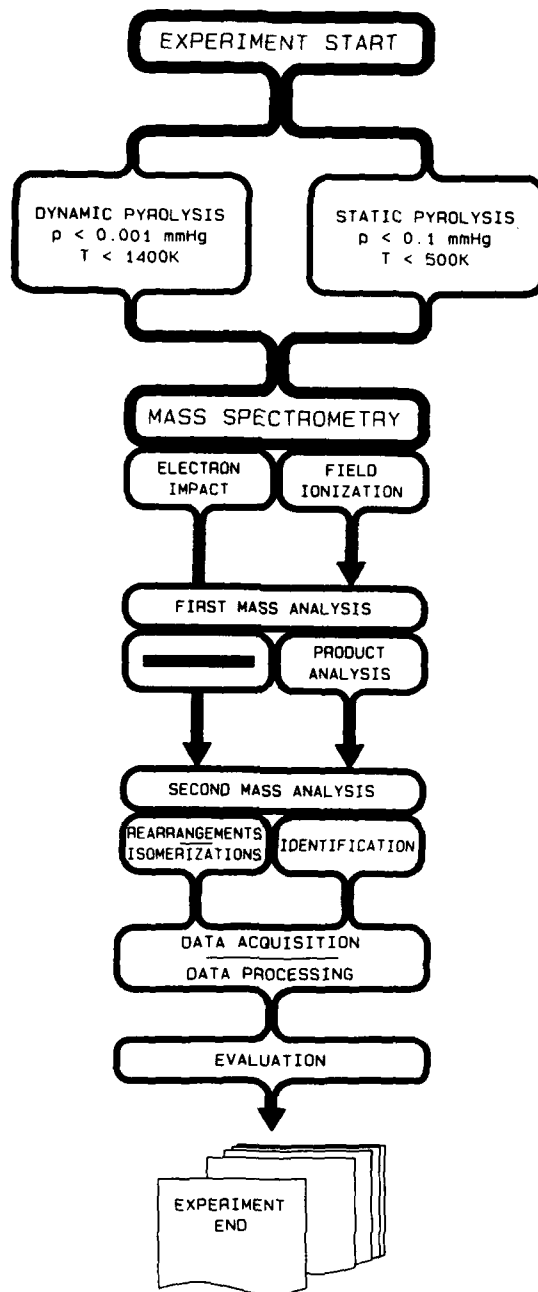 EXPERIMENT START
DYNAMIC PYROLYSIS
p < 0.001 mmHg
T < 1400K
STATIC PYROLYSIS
p < 0.1 mmHg
T < 500K
MASS SPECTROMETRY
ELECTRON
IMPACT
FIELD
IONIZATION
FIRST MASS ANALYSIS
PRODUCT
ANALYSIS
SECOND MASS ANALYSIS
REARRANGEMENTS
ISOMERIZATIONS
IDENTIFICATION
DATA ACQUISITION
DATA PROCESSING
EVALUATION
EXPERIMENT
END